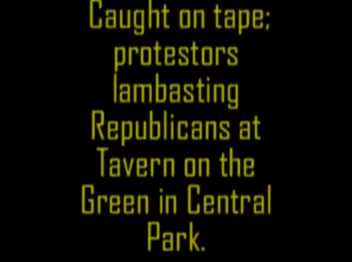 Caught on tape;
protestors
lambasting
Republicans at
Tavern on the
Green in Central
Park.